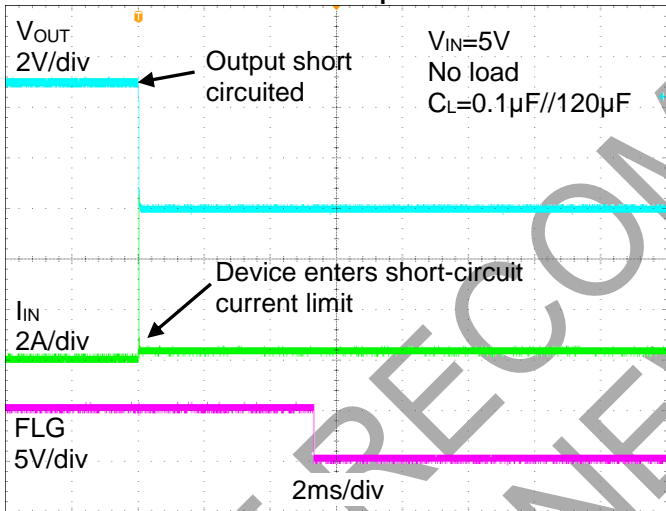 VOUT
2V/div
Output short
circuited
VIN=5V
No load
CL=0.1µF//120µF
Device enters short-circuit
current limit
IIN
2A/div
FLG
5V/div
2ms/div
T